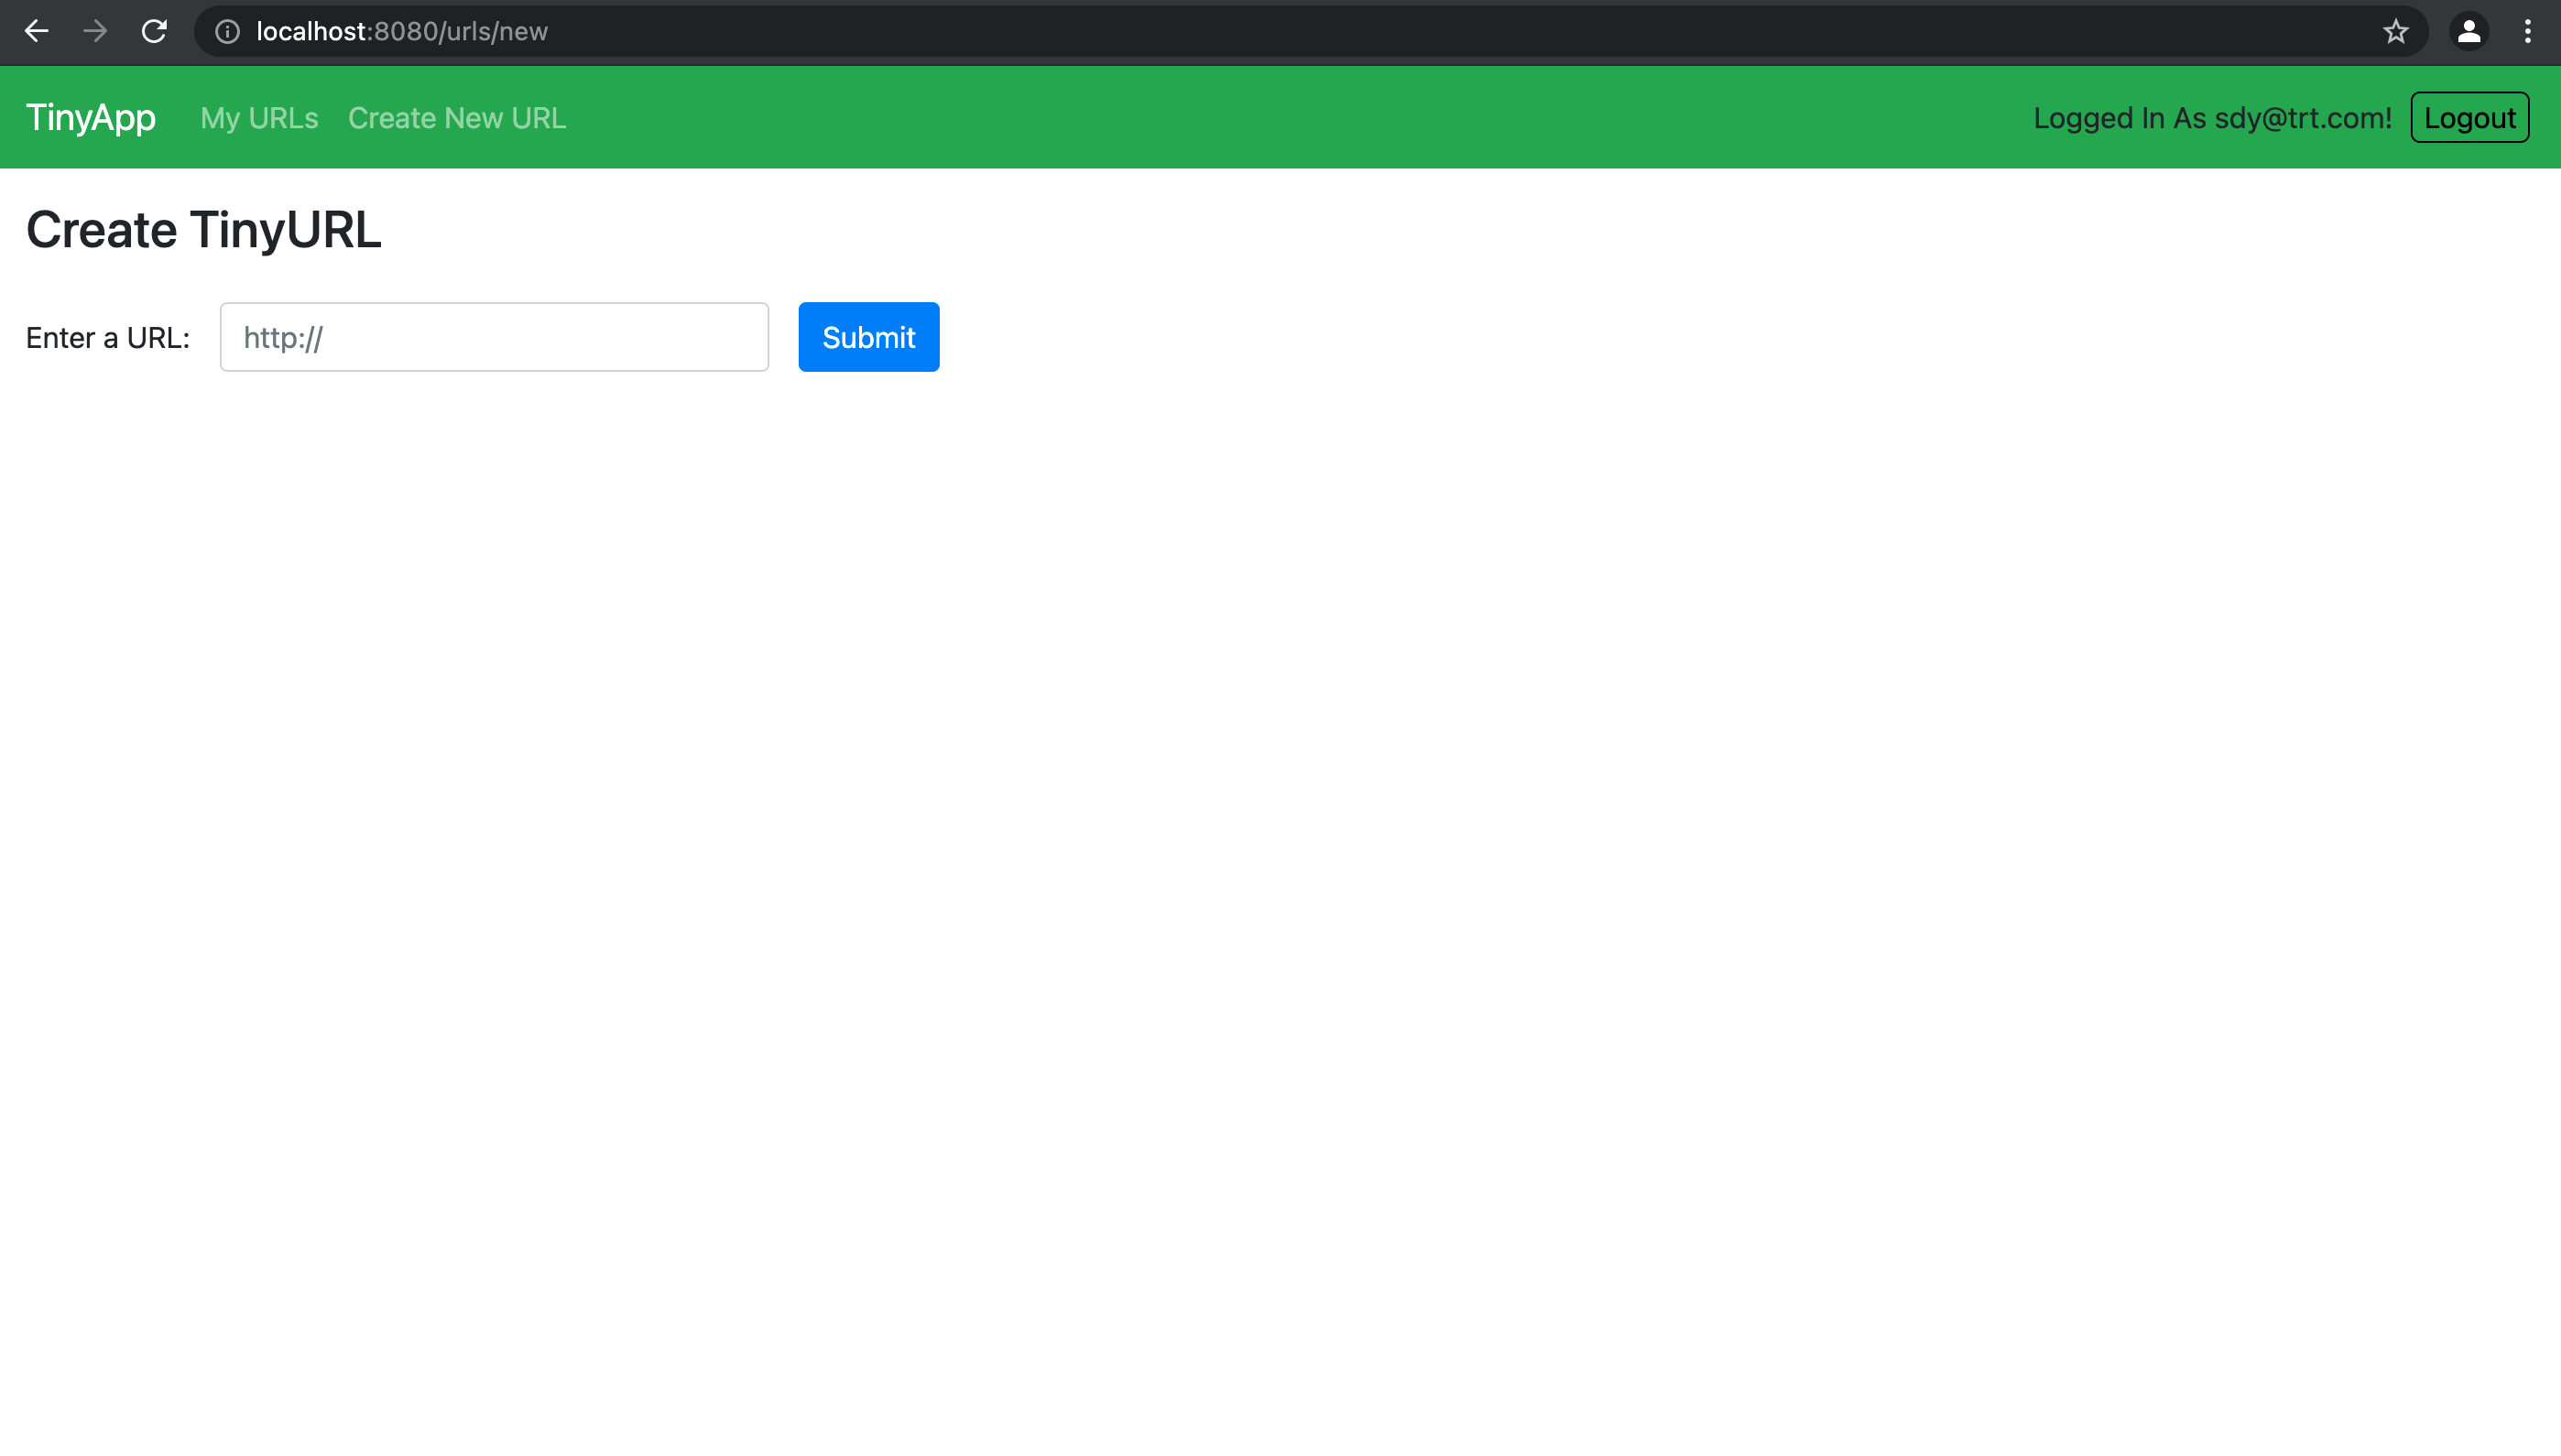 localhost:8080/urls/new
TinyApp My URLs Create New URL Logged In As sdy@trt.com! Logout
Create TinyURL
Enter a URL: http:// Submit